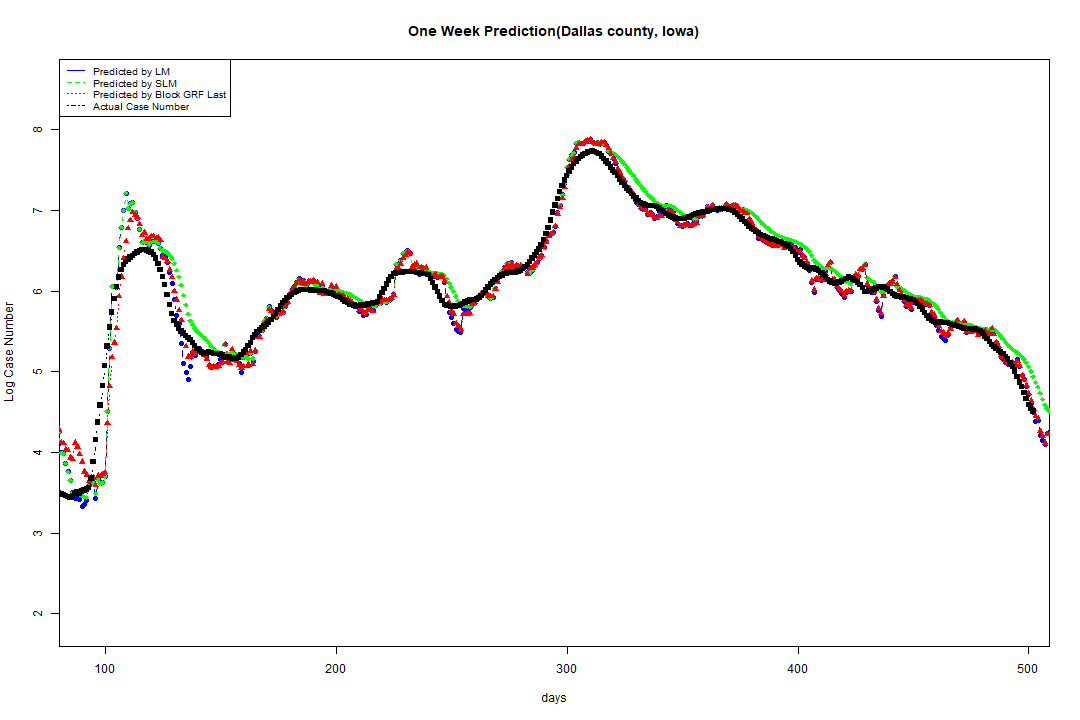 One Week Prediction(Dallas county, Iowa)
Predicted by LM
Predicted by SLM
Predicted by Block GRF Last
Actual Case Number
8
7
6
5
4
3
2
Log Case Number
100 200 300 400 500
days